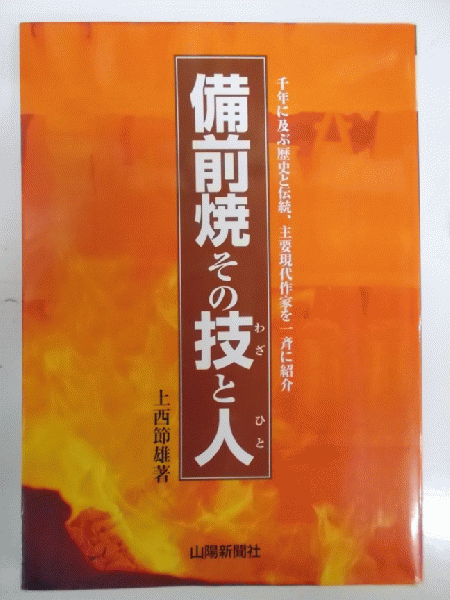 千年に及ぶ歴史と伝統、主要現代作家を一斉に紹介
備前焼その技と人
わざ
ひと
上西節雄著
山陽新聞社